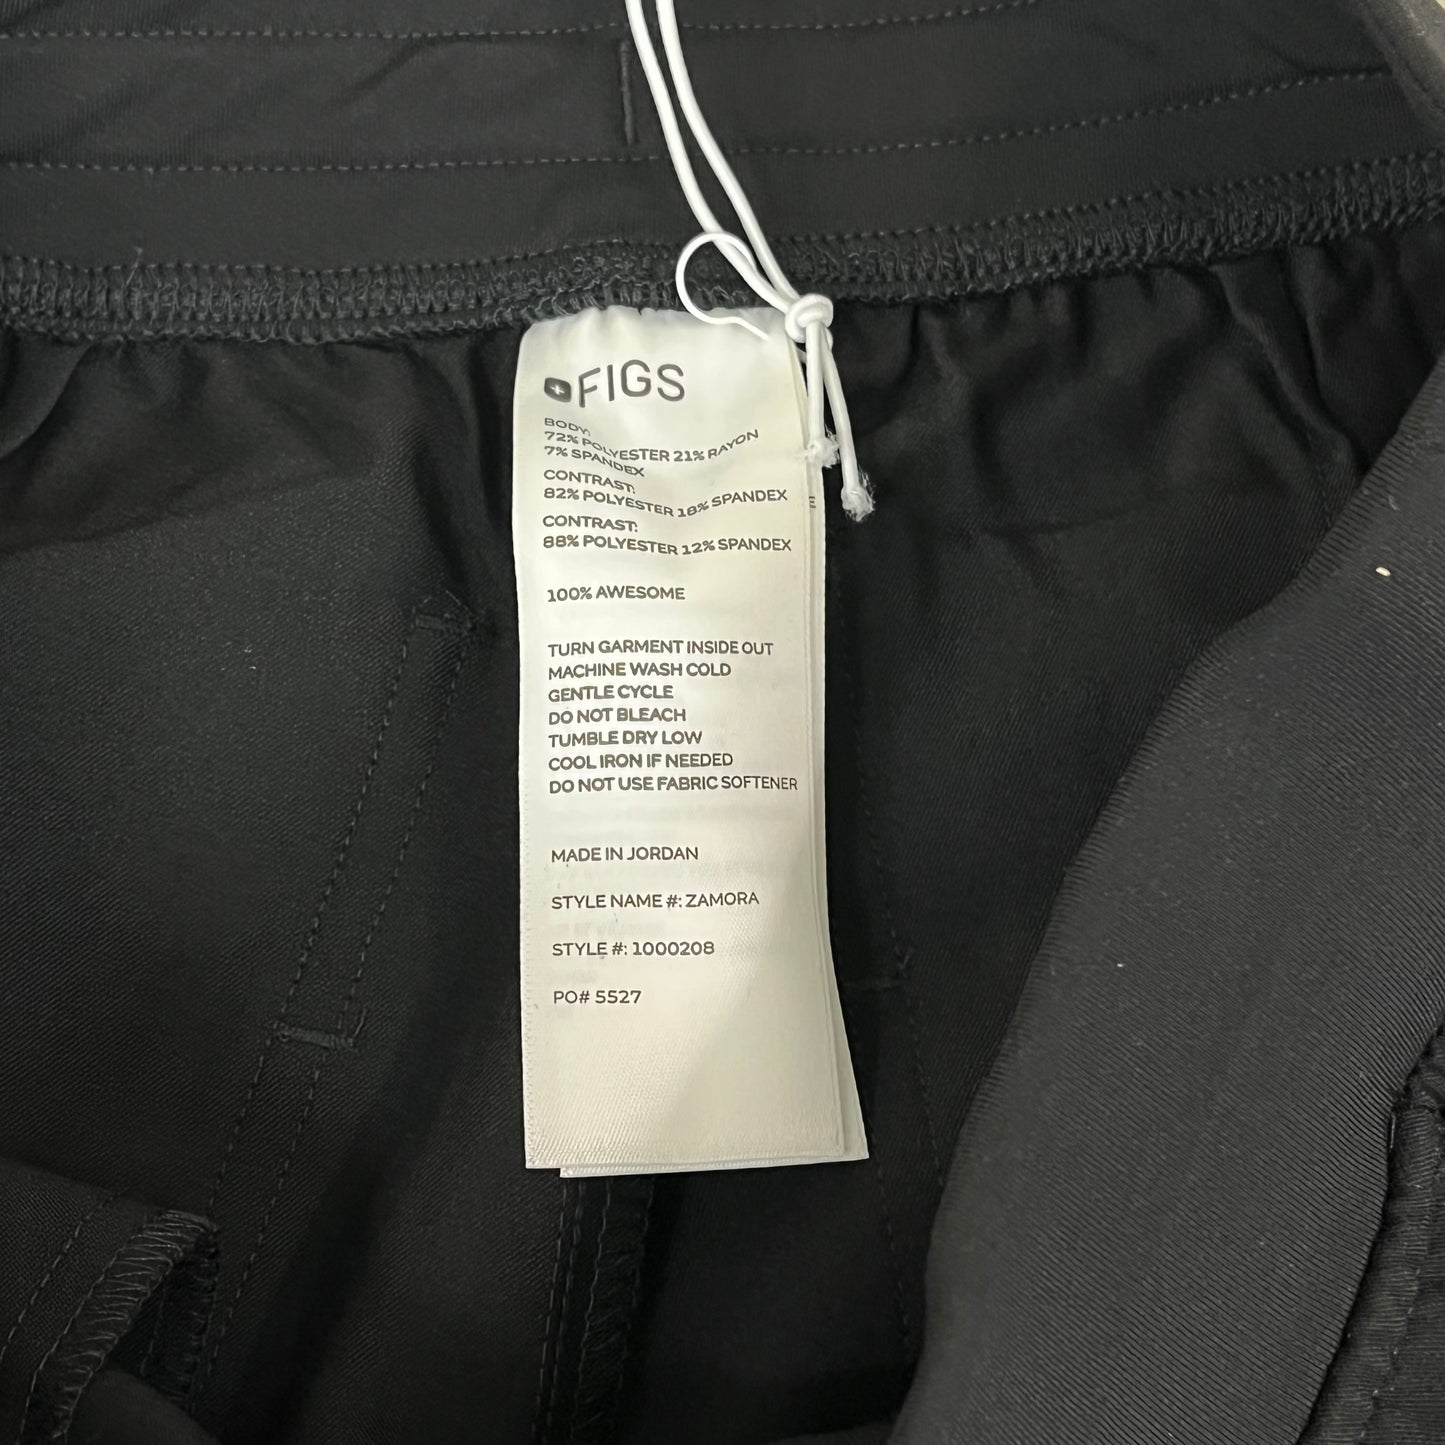 FIGS
BODY:
72% POLYESTER 21% RAYON
7% SPANDEX
CONTRAST:
82% POLYESTER 18% SPANDEX
CONTRAST:
88% POLYESTER 12% SPANDEX
100% AWESOME
TURN GARMENT INSIDE OUT
MACHINE WASH COLD
GENTLE CYCLE
DO NOT BLEACH
TUMBLE DRY LOW
COOL IRON IF NEEDED
DO NOT USE FABRIC SOFTENER
MADE IN JORDAN
STYLE NAME #: ZAMORA
STYLE #: 1000208
PO# 5527